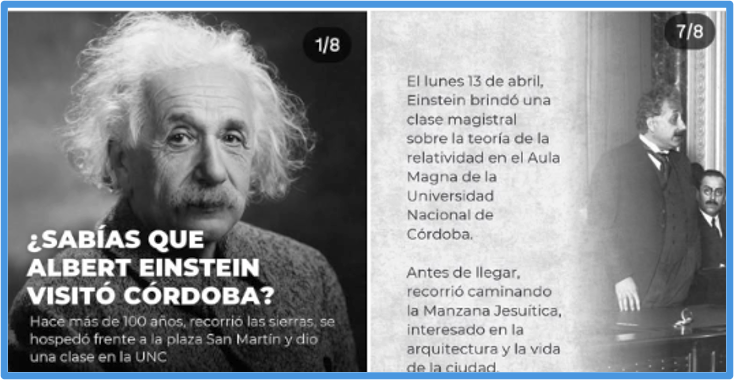 1/8
¿SABÍAS QUE
ALBERT EINSTEIN
VISITÓ CÓRDOBA?
Hace más de 100 años, recorrió las sierras, se
hospedó frente a la plaza San Martín y dio
una clase en la UNC
7/8
El lunes 13 de abril,
Einstein brindó una
clase magistral
sobre la teoría de la
relatividad en el Aula
Magna de la
Universidad
Nacional de
Córdoba.
Antes de llegar,
recorrió caminando
la Manzana Jesuítica,
interesado en la
arquitectura y la vida
de la ciudad.